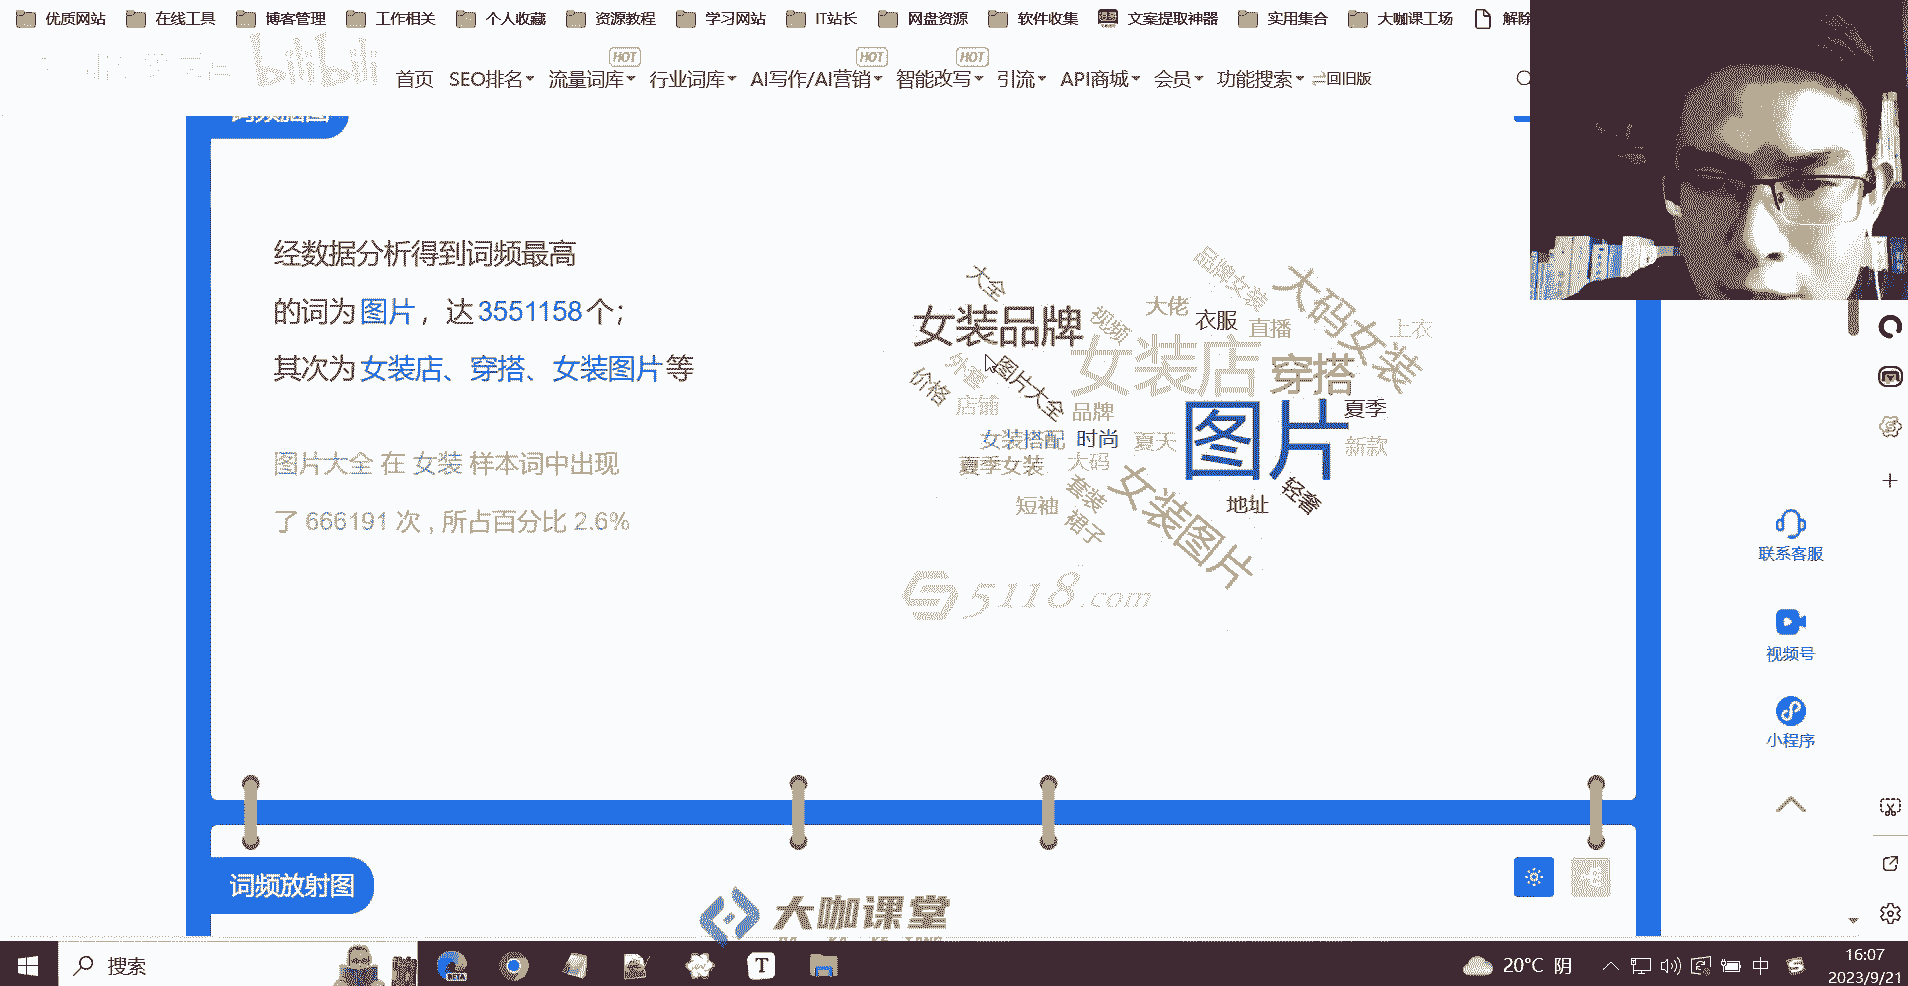 优质网站 在线工具 博客管理 工作相关 个人收藏 资源教程 学习网站 IT站长 网盘资源 软件收集 文案提取神器 实用集合 大咖课工场 解除
bilibili
HOT HOT HOT
首页 SEO排名 流量词库 行业词库 AI写作/AI营销 智能改写 引流 API商城 会员 功能搜索 回旧版
词频脑图
经数据分析得到词频最高
的词为 图片，达 3551158 个；
其次为 女装店、穿搭、女装图片 等
图片大全 在 女装 样本词中出现
了 666191 次 , 所占百分比 2.6%
大全
品牌女装
大码女装
女装品牌
视频
大佬
衣服
直播
上衣
外套
图片大全
女装店
穿搭
价格
店铺
品牌
图片
夏季
女装搭配
时尚
夏天
新款
夏季女装
大码
套装
女装图片
轻奢
短袖
裙子
地址
5118.com
联系客服
视频号
小程序
词频放射图
大咖课堂
搜索
BETA
T
20°C 阴
中
16:07
2023/9/21